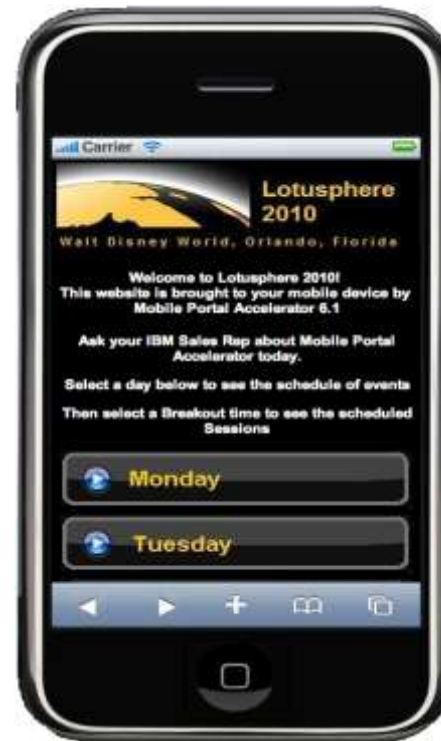 Carrier
Lotusphere
2010
Walt Disney World, Orlando, Florida
Welcome to Lotusphere 2010!
This website is brought to your mobile device by
Mobile Portal Accelerator 6.1
Ask your IBM Sales Rep about Mobile Portal
Accelerator today.
Select a day below to see the schedule of events
Then select a Breakout time to see the scheduled
Sessions
Monday
Tuesday